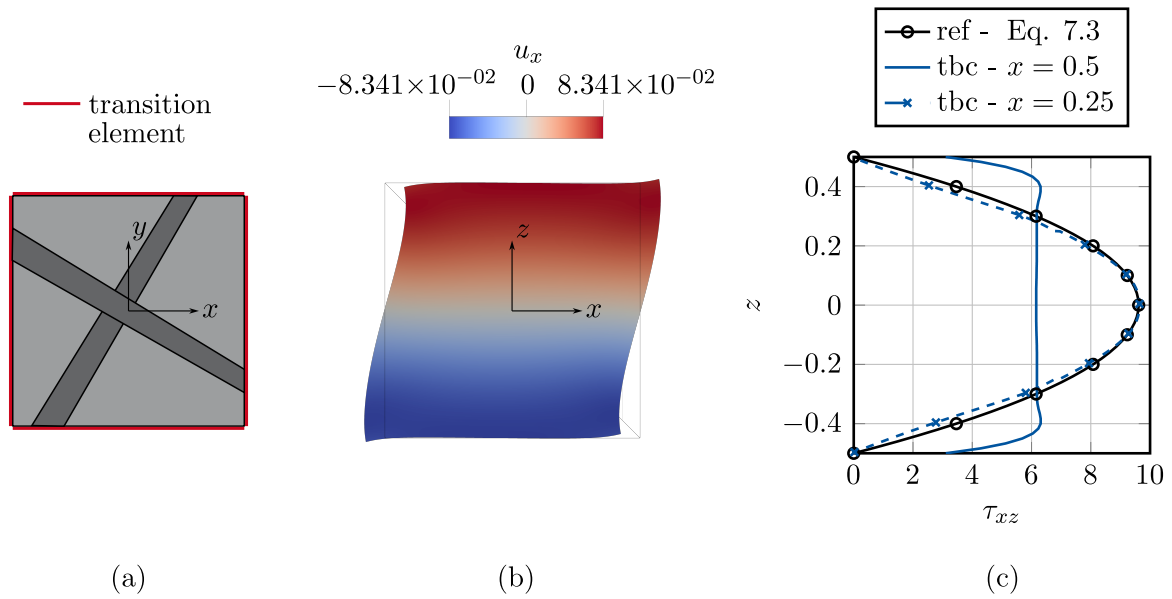 transition
element
y
x
(a)
u_x
−8.341×10^−02 0 8.341×10^−02
z
x
(b)
ref - Eq. 7.3
tbc - x = 0.5
tbc - x = 0.25
z
0.4
0.2
0
−0.2
−0.4
0 2 4 6 8 10
τ_xz
(c)